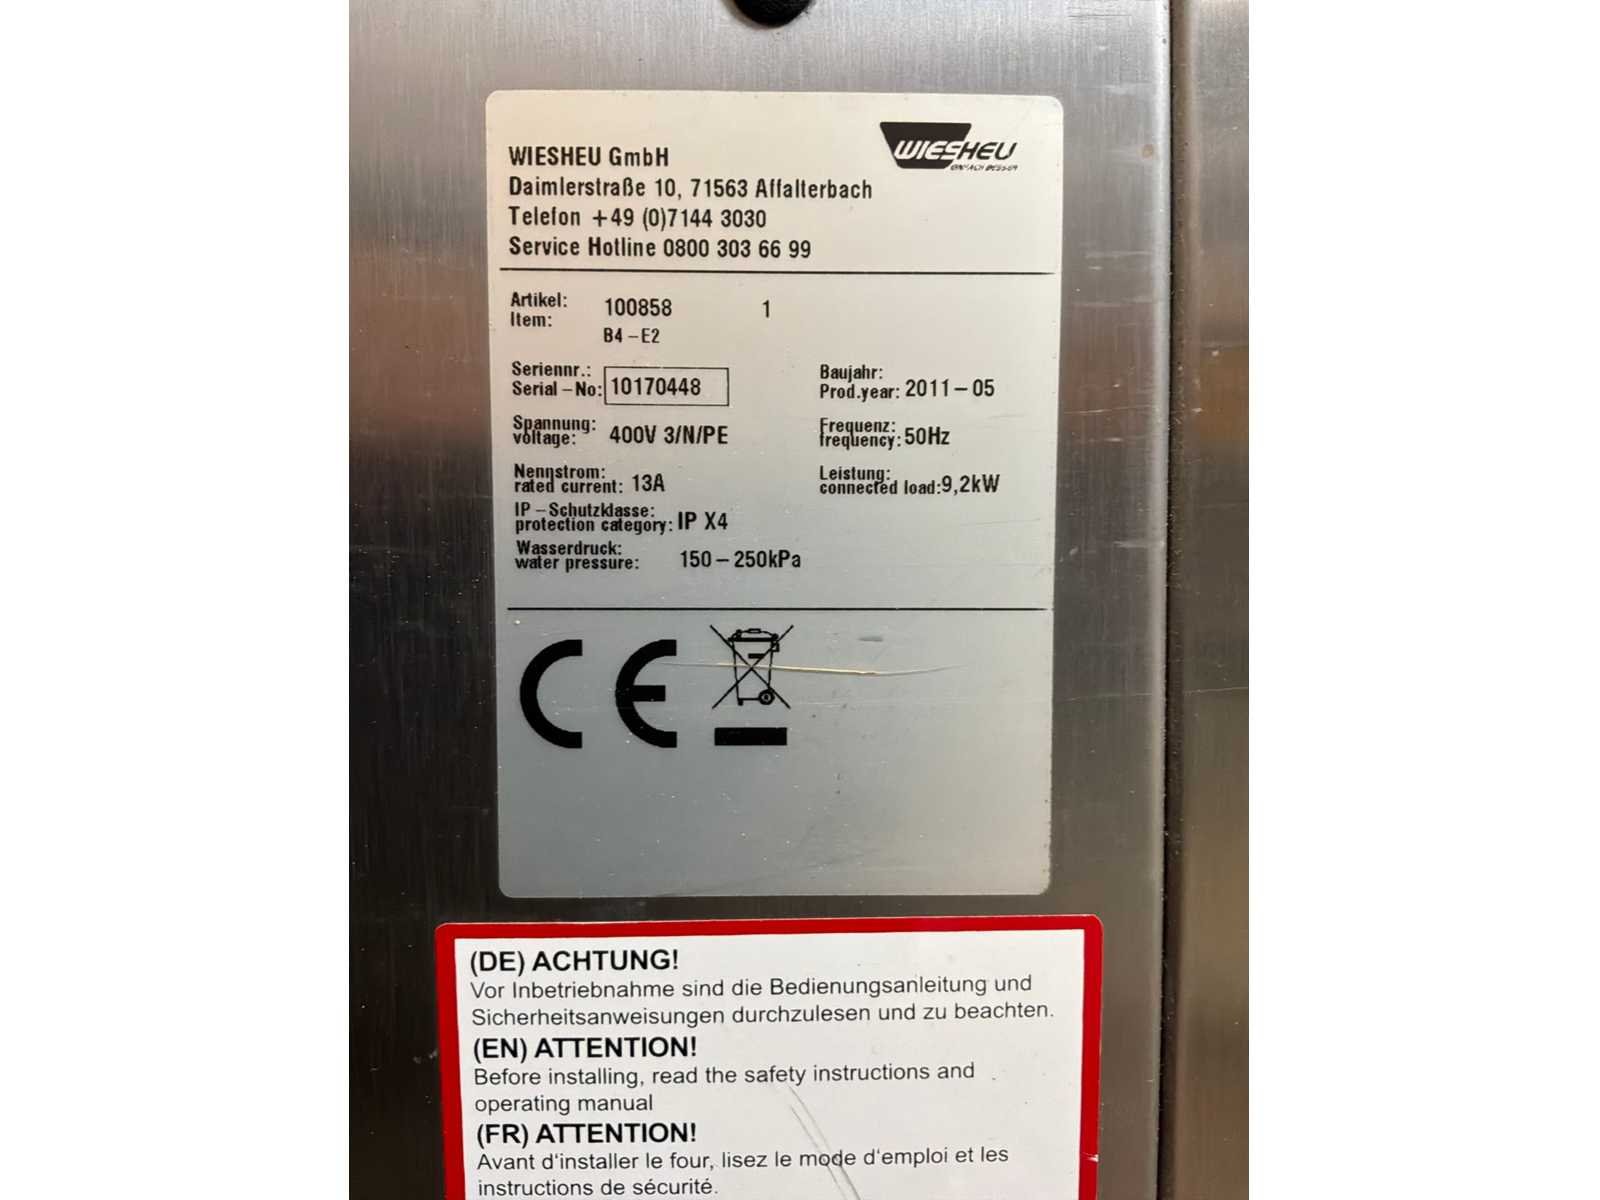 WIESHEU GmbH
Daimlerstraße 10, 71563 Affalterbach
Telefon +49 (0)7144 3030
Service Hotline 0800 303 66 99
WIESHEU
EINFACH BESSER
Artikel:
Item: 100858 1
B4-E2
Seriennr.:
Serial-No: 10170448
Baujahr:
Prod.year: 2011-05
Spannung:
voltage: 400V 3/N/PE
Frequenz:
frequency: 50Hz
Nennstrom:
rated current: 13A
Leistung:
connected load: 9,2kW
IP-Schutzklasse:
protection category: IP X4
Wasserdruck:
water pressure: 150-250kPa
CE
(DE) ACHTUNG!
Vor Inbetriebnahme sind die Bedienungsanleitung und
Sicherheitsanweisungen durchzulesen und zu beachten.
(EN) ATTENTION!
Before installing, read the safety instructions and
operating manual
(FR) ATTENTION!
Avant d'installer le four, lisez le mode d'emploi et les
instructions de sécurité.